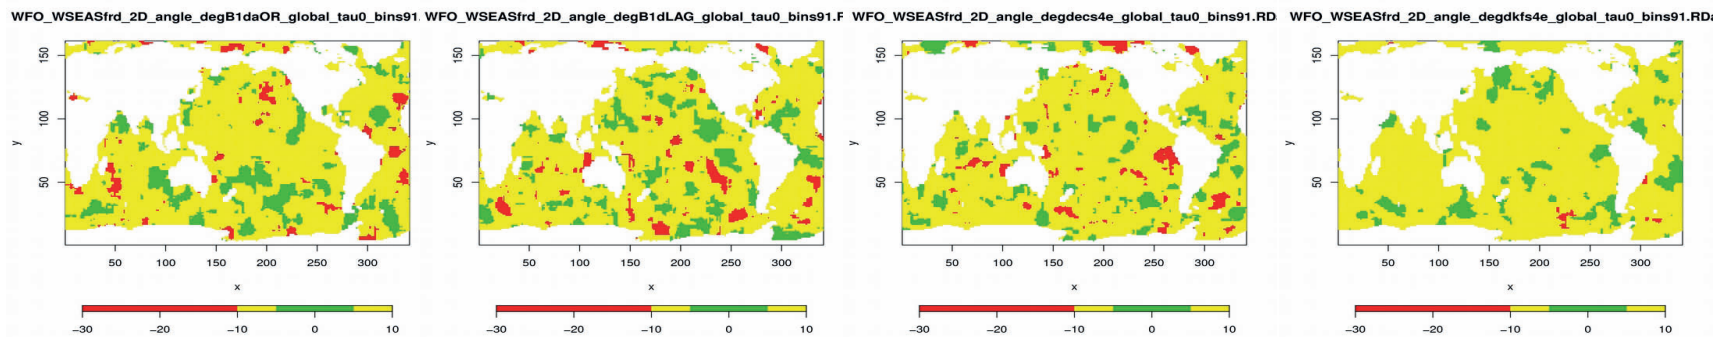 WFO_WSEASfrd_2D_angle_degB1daOR_global_tau0_bins91.
WFO_WSEASfrd_2D_angle_degB1dLAG_global_tau0_bins91.F
WFO_WSEASfrd_2D_angle_degdecs4e_global_tau0_bins91.RDa
WFO_WSEASfrd_2D_angle_degdkfs4e_global_tau0_bins91.RDa
150
100
50
y
50 100 150 200 250 300
x
-30 -20 -10 0 10
150
100
50
y
50 100 150 200 250 300
x
-30 -20 -10 0 10
150
100
50
y
50 100 150 200 250 300
x
-30 -20 -10 0 10
150
100
50
y
50 100 150 200 250 300
x
-30 -20 -10 0 10